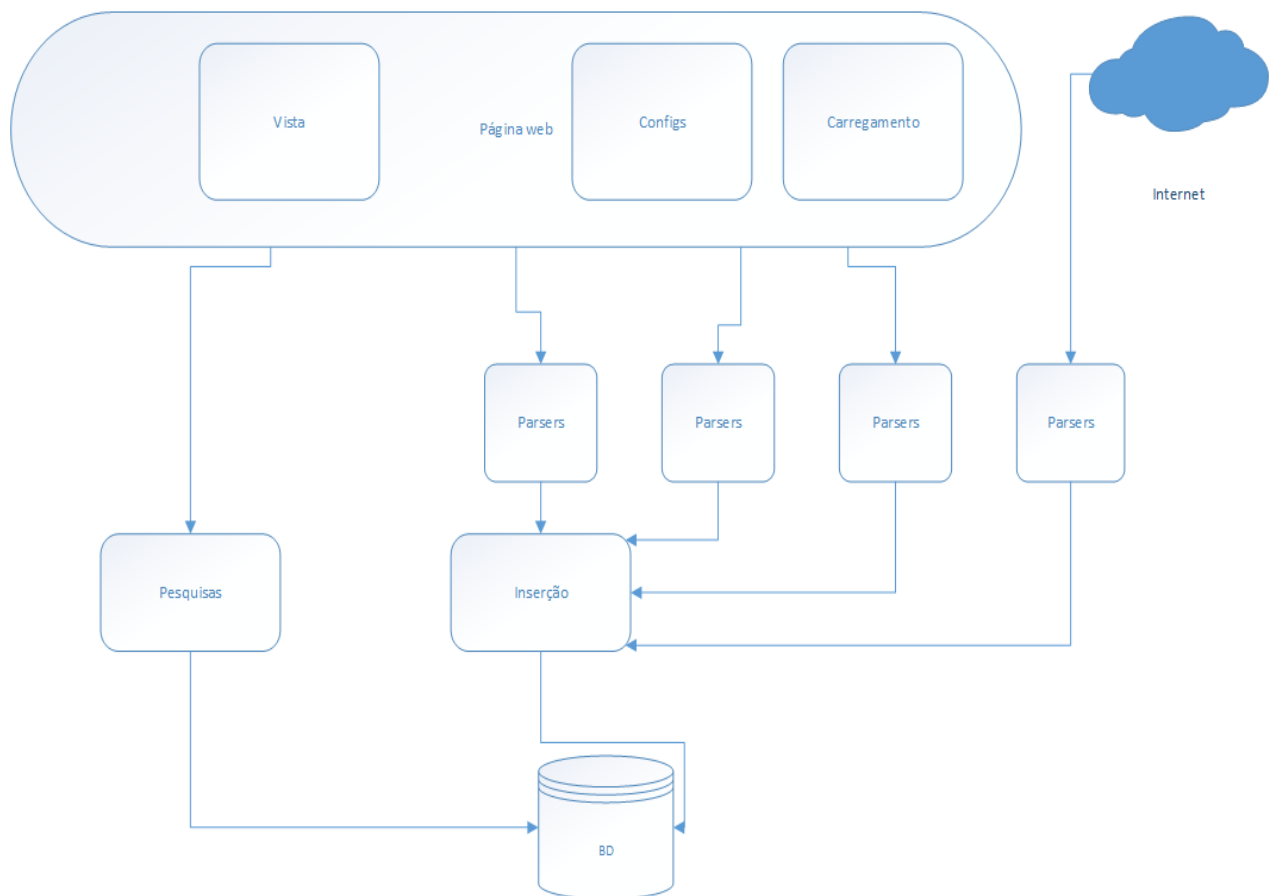 Vista
Página web
Configs
Carregamento
Internet
Parsers
Parsers
Parsers
Parsers
Pesquisas
Inserção
BD